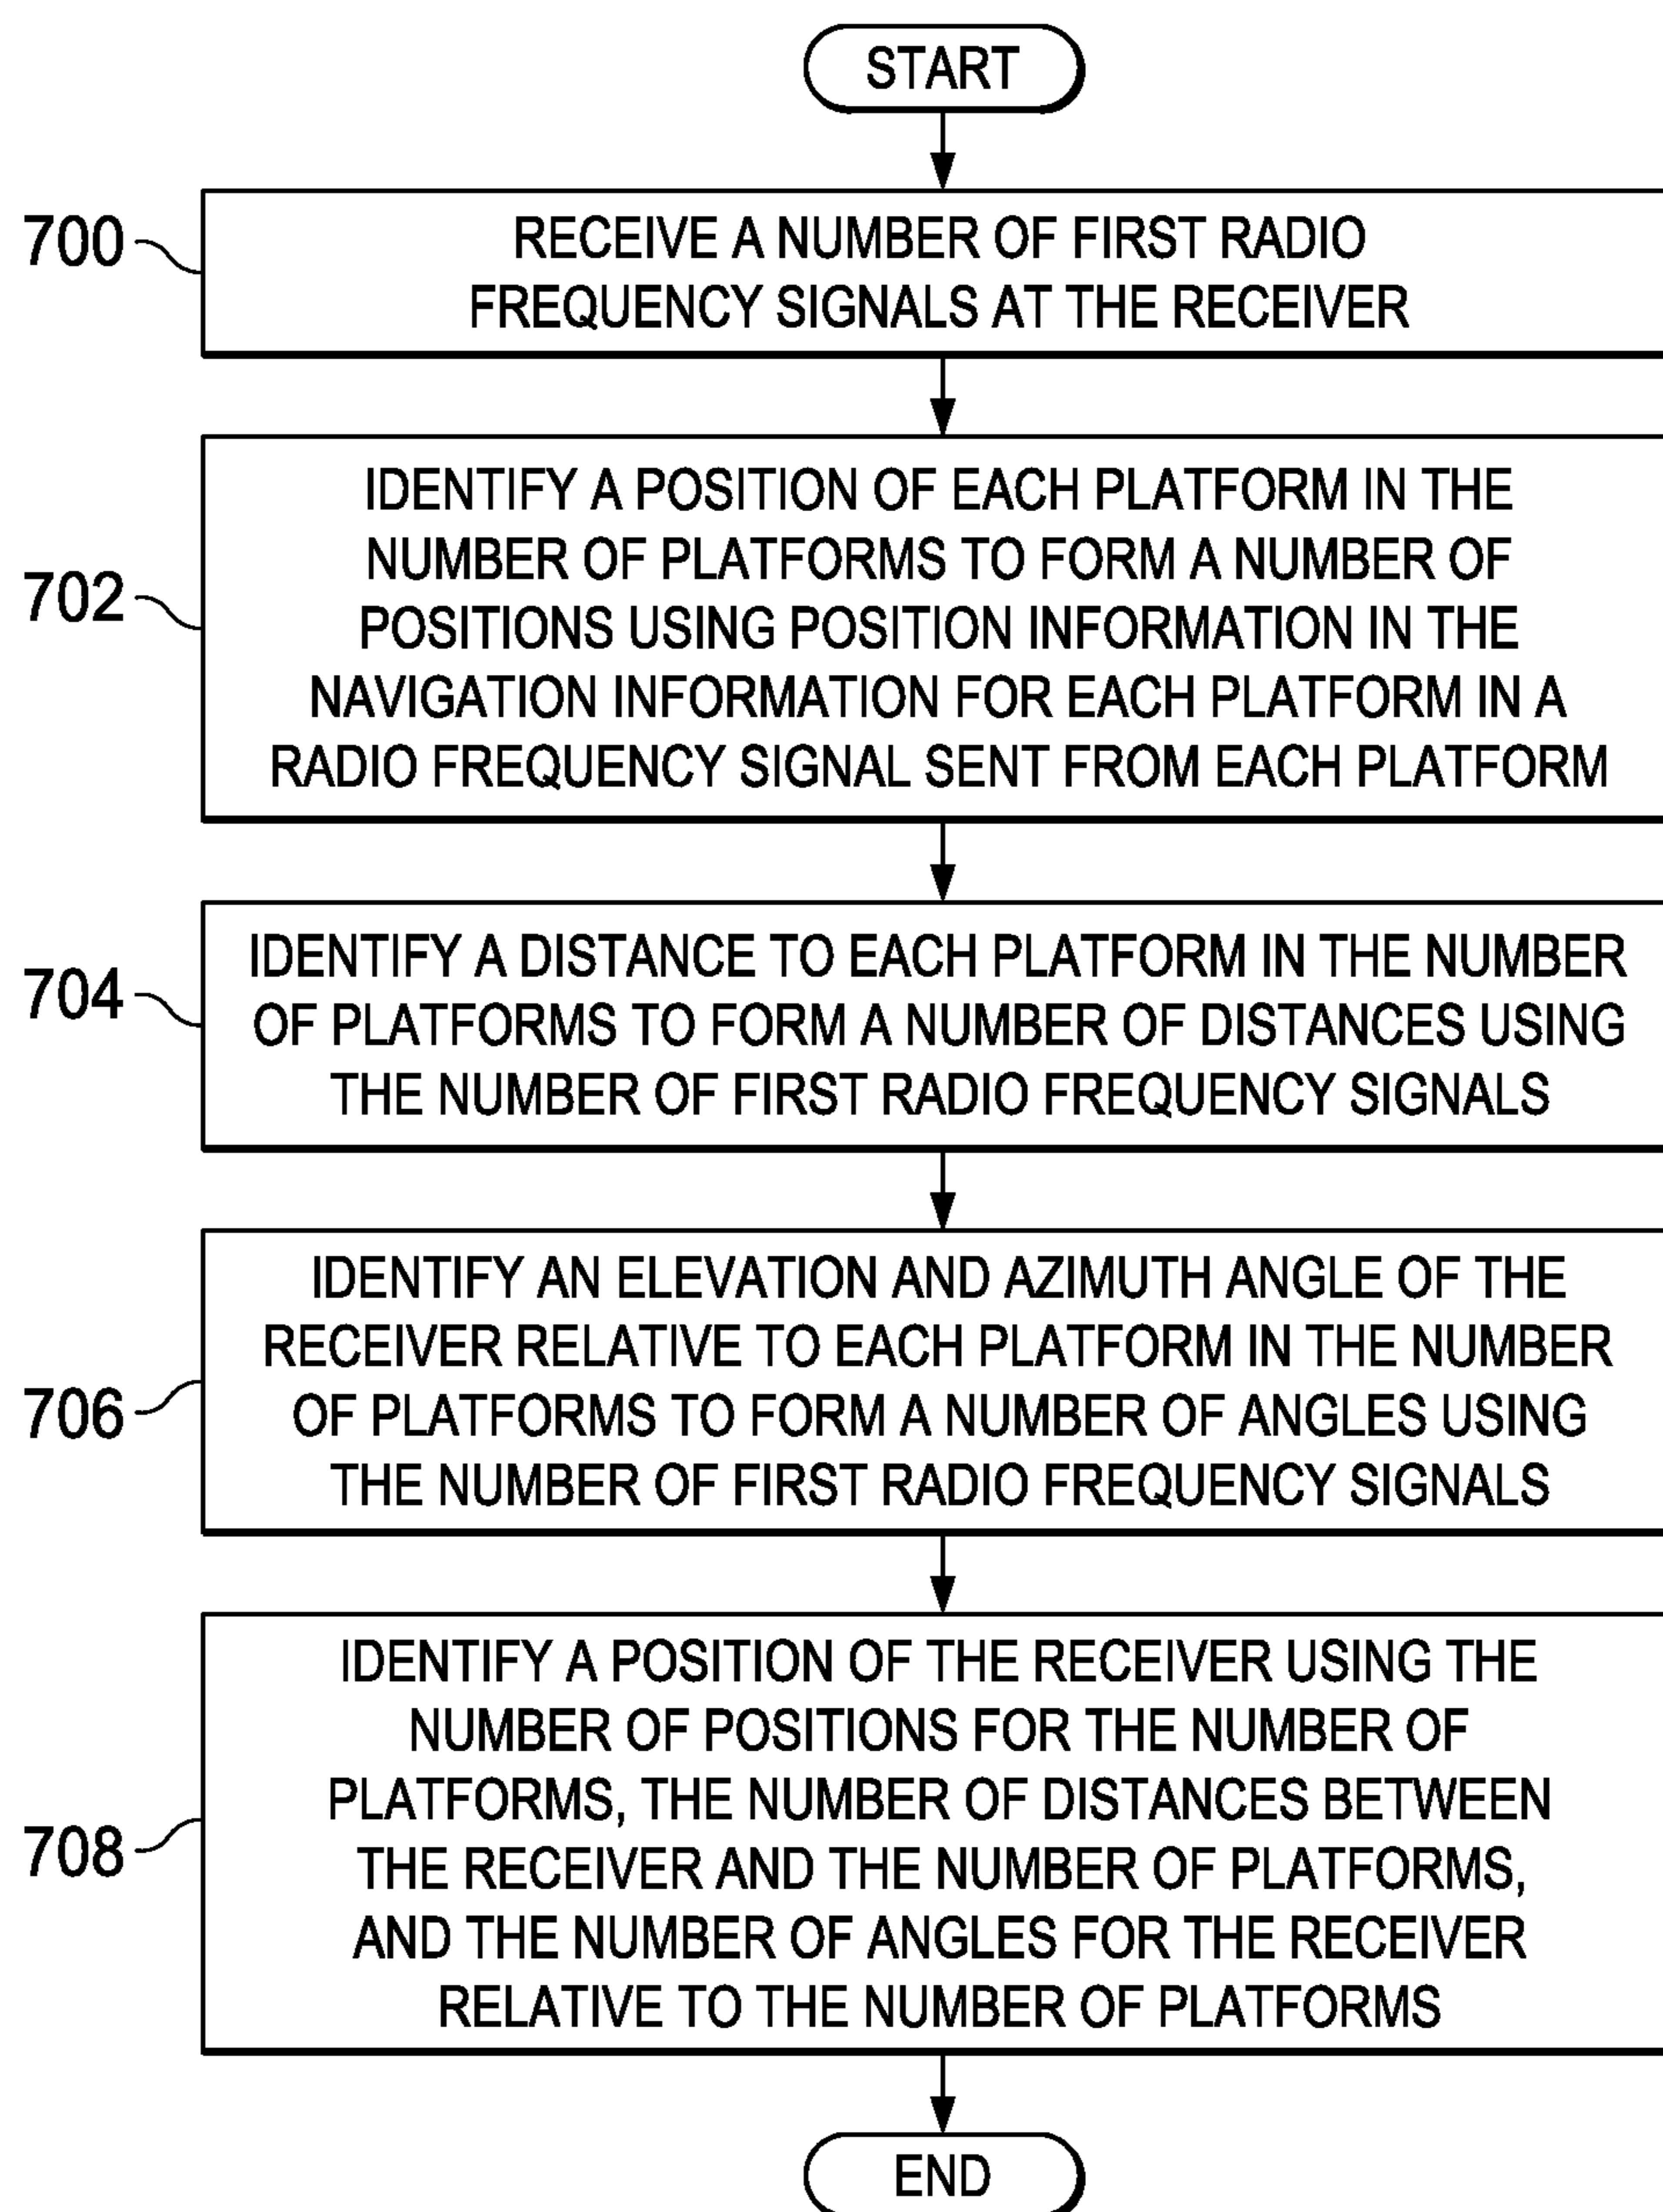 START
700
RECEIVE A NUMBER OF FIRST RADIO
FREQUENCY SIGNALS AT THE RECEIVER
702
IDENTIFY A POSITION OF EACH PLATFORM IN THE
NUMBER OF PLATFORMS TO FORM A NUMBER OF
POSITIONS USING POSITION INFORMATION IN THE
NAVIGATION INFORMATION FOR EACH PLATFORM IN A
RADIO FREQUENCY SIGNAL SENT FROM EACH PLATFORM
704
IDENTIFY A DISTANCE TO EACH PLATFORM IN THE NUMBER
OF PLATFORMS TO FORM A NUMBER OF DISTANCES USING
THE NUMBER OF FIRST RADIO FREQUENCY SIGNALS
706
IDENTIFY AN ELEVATION AND AZIMUTH ANGLE OF THE
RECEIVER RELATIVE TO EACH PLATFORM IN THE NUMBER
OF PLATFORMS TO FORM A NUMBER OF ANGLES USING
THE NUMBER OF FIRST RADIO FREQUENCY SIGNALS
708
IDENTIFY A POSITION OF THE RECEIVER USING THE
NUMBER OF POSITIONS FOR THE NUMBER OF
PLATFORMS, THE NUMBER OF DISTANCES BETWEEN
THE RECEIVER AND THE NUMBER OF PLATFORMS,
AND THE NUMBER OF ANGLES FOR THE RECEIVER
RELATIVE TO THE NUMBER OF PLATFORMS
END